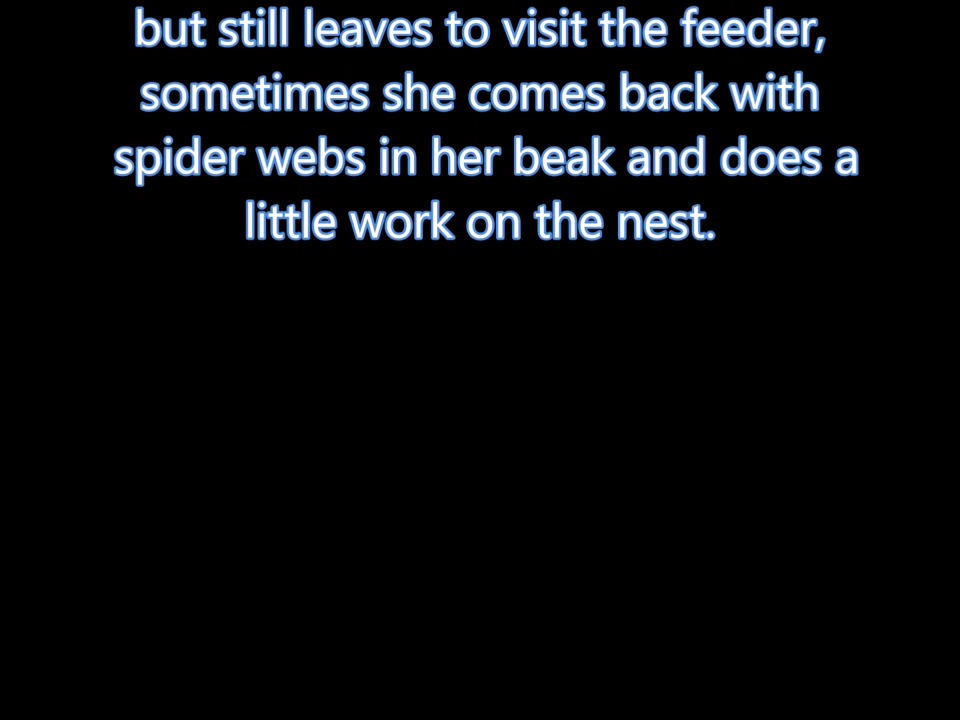 but still leaves to visit the feeder,
sometimes she comes back with
spider webs in her beak and does a
little work on the nest.